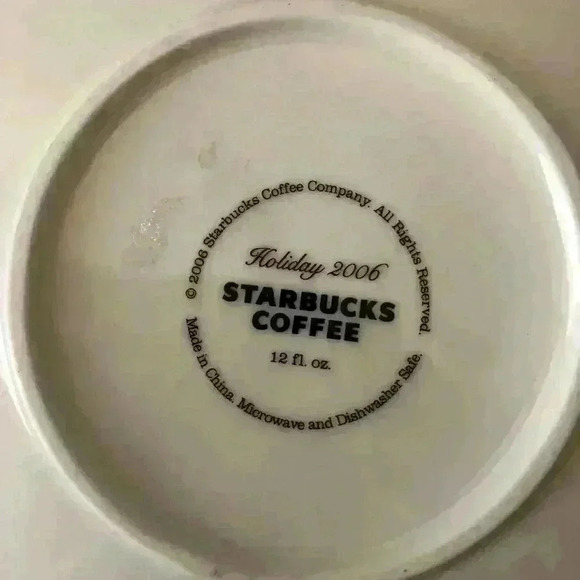 © 2006 Starbucks Coffee Company. All Rights Reserved.
Holiday 2006
STARBUCKS
COFFEE
12 fl. oz.
Made in China. Microwave and Dishwasher Safe.